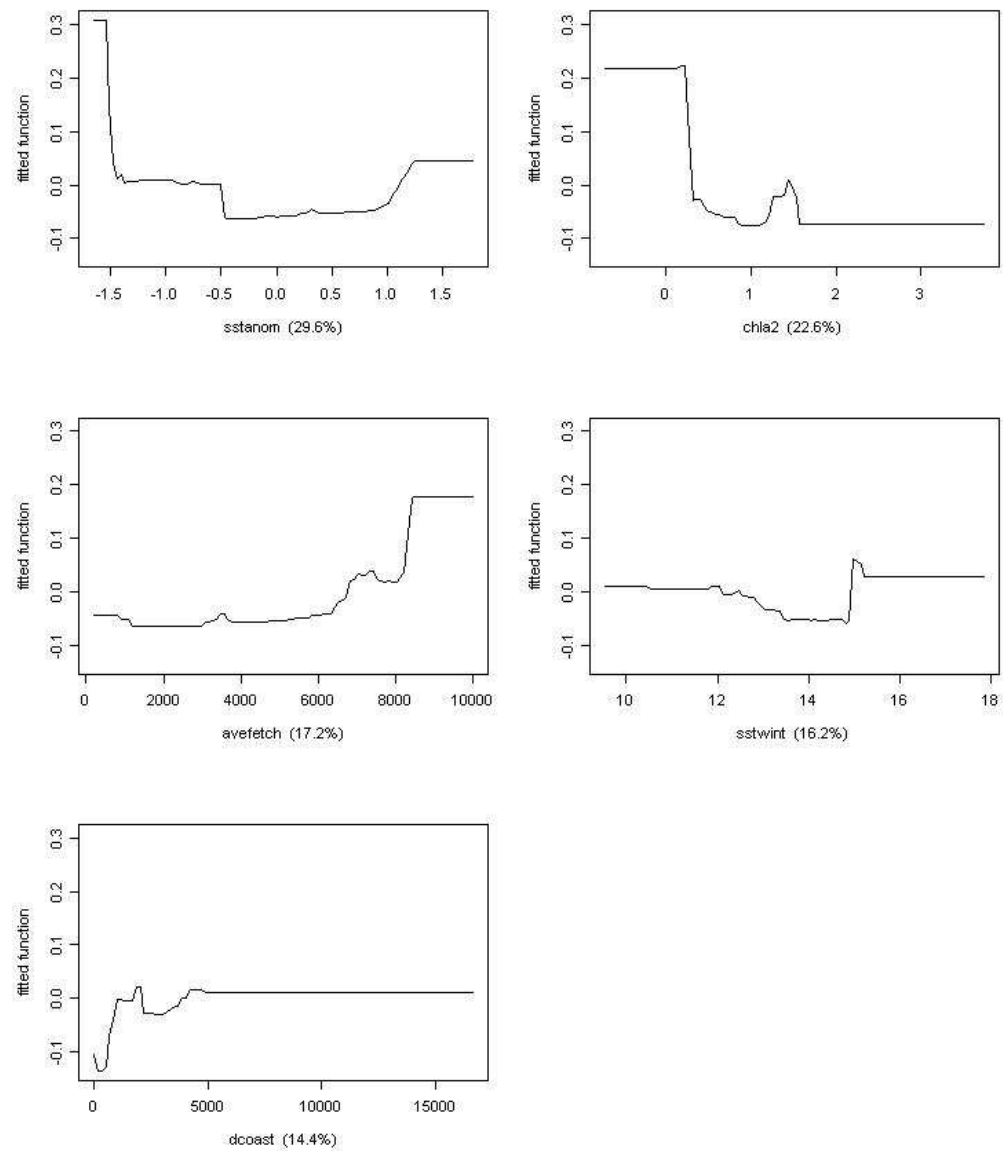 fitted function
0.3
0.2
0.1
0.0
-0.1
-1.5 -1.0 -0.5 0.0 0.5 1.0 1.5
sstanom (29.6%)
fitted function
0.3
0.2
0.1
0.0
-0.1
0 1 2 3
chla2 (22.6%)
fitted function
0.3
0.2
0.1
0.0
-0.1
0 2000 4000 6000 8000 10000
avefetch (17.2%)
fitted function
0.3
0.2
0.1
0.0
-0.1
10 12 14 16 18
sstwint (16.2%)
fitted function
0.3
0.2
0.1
0.0
-0.1
0 5000 10000 15000
dcoast (14.4%)